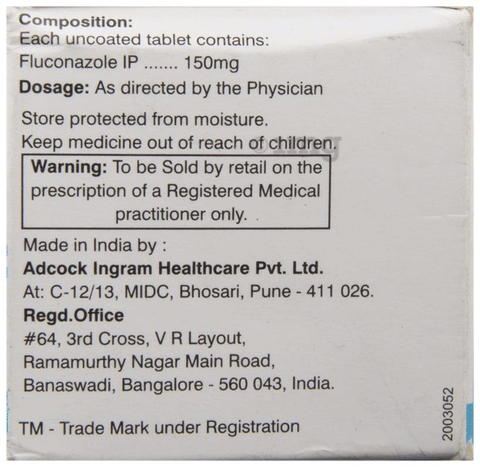 Composition:
Each uncoated tablet contains:
Fluconazole IP ....... 150mg
Dosage: As directed by the Physician
Store protected from moisture.
Keep medicine out of reach of children.
Warning: To be Sold by retail on the
prescription of a Registered Medical
practitioner only.
Made in India by :
Adcock Ingram Healthcare Pvt. Ltd.
At: C-12/13, MIDC, Bhosari, Pune - 411 026.
Regd.Office
#64, 3rd Cross, V R Layout,
Ramamurthy Nagar Main Road,
Banaswadi, Bangalore - 560 043, India.
TM - Trade Mark under Registration
2003052